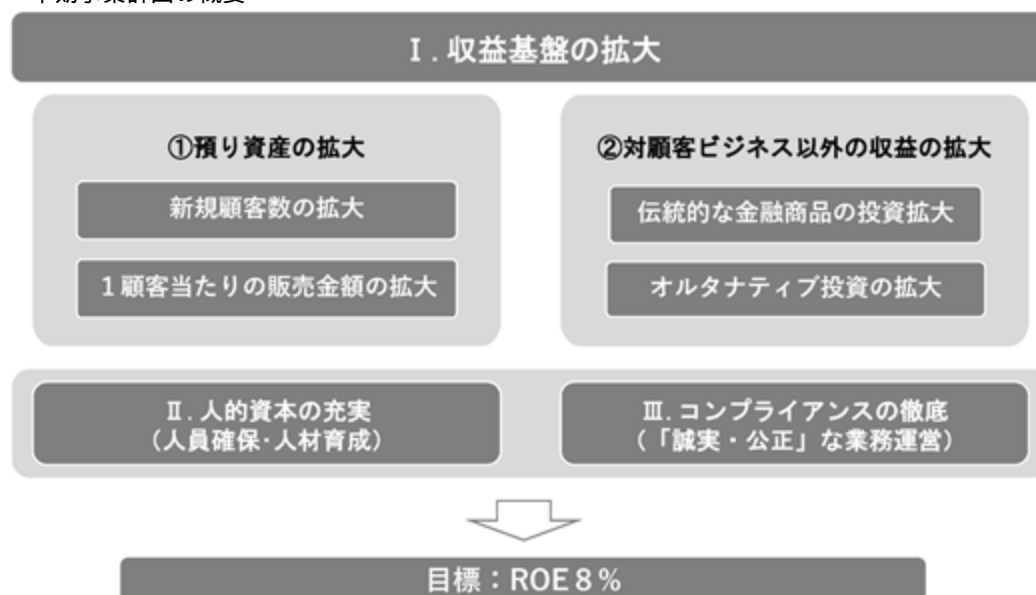 Ⅰ．収益基盤の拡大
①預り資産の拡大
新規顧客数の拡大
１顧客当たりの販売金額の拡大
②対顧客ビジネス以外の収益の拡大
伝統的な金融商品の投資拡大
オルタナティブ投資の拡大
Ⅱ．人的資本の充実
（人員確保･人材育成）
Ⅲ．コンプライアンスの徹底
（「誠実・公正」な業務運営）
目標：ROE８％